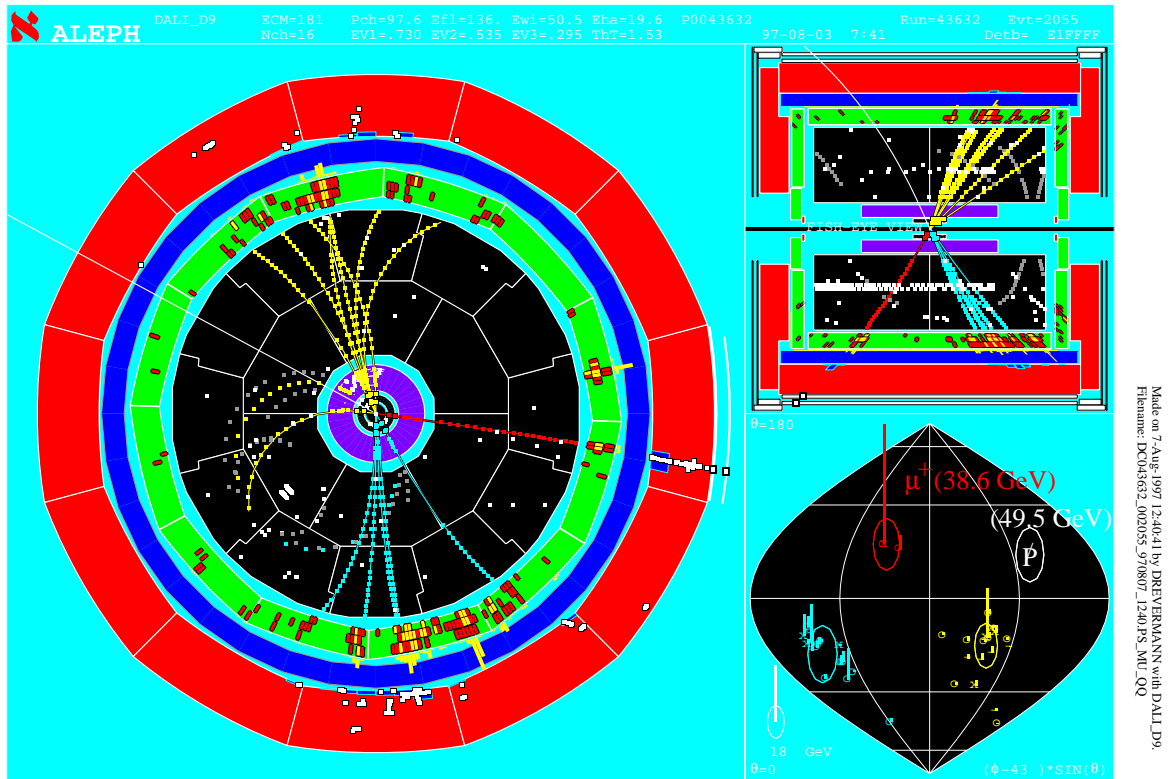 ALEPH
DALI_D9 ECM=181 Pch=97.6 Efl=136. Ewi=50.5 Eha=19.6 P0043632 Run=43632 Evt=2055
Nch=16 EV1=.730 EV2=.535 EV3=.295 ThT=1.53 97-08-03 7:41 Detb= E1FFFF
FISH-EYE VIEW
θ=180
μ+(38.6 GeV)
(49.5 GeV)
P
18 GeV
θ=0
(ϕ-43 )*SIN(θ)
Made on 7-Aug-1997 12:40:41 by DREVERMANN with DALI_D9.
Filename: DC043632_002055_970807_1240.PS_MU_QQ